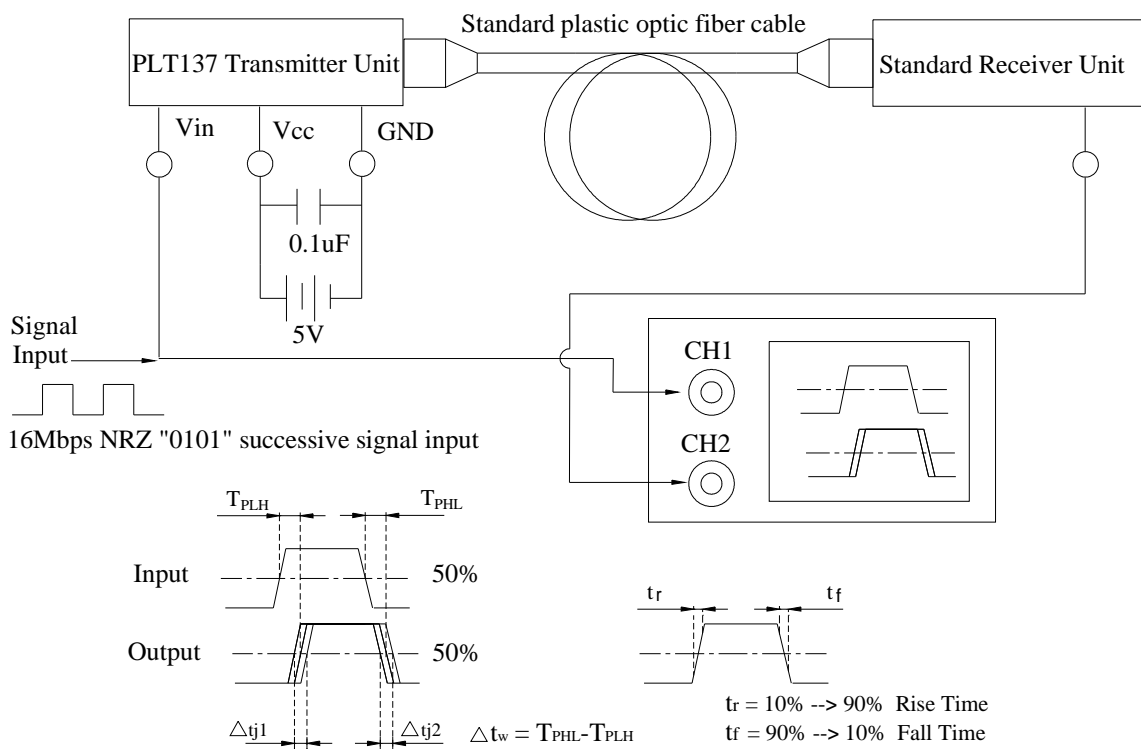 Standard plastic optic fiber cable
PLT137 Transmitter Unit
Standard Receiver Unit
Vin
Vcc
GND
0.1uF
5V
Signal
Input
CH1
CH2
16Mbps NRZ "0101" successive signal input
TPLH
TPHL
Input
50%
Output
50%
△tj1
△tj2
△tw = TPHL-TPLH
tr
tf
tr = 10% --> 90% Rise Time
tf = 90% --> 10% Fall Time